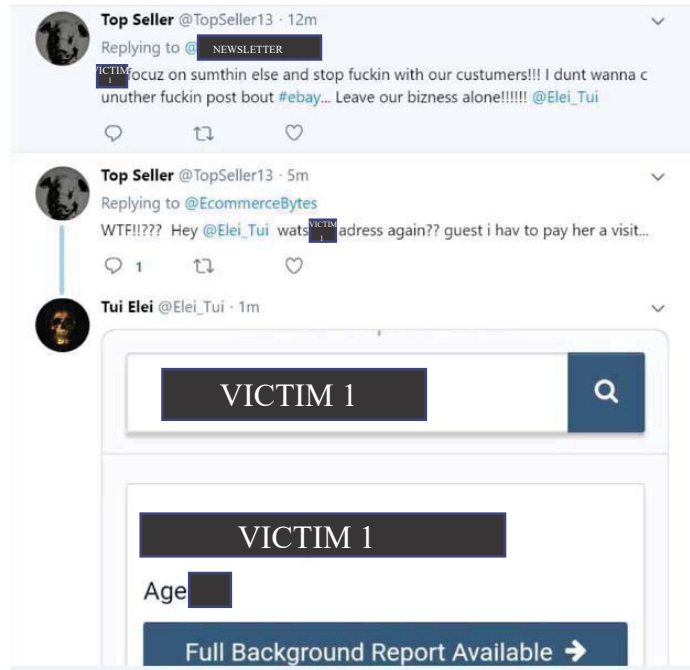 Top Seller @TopSeller13 · 12m
Replying to @ NEWSLETTER
VICTIM 1 focuz on sumthin else and stop fuckin with our custumers!!! I dunt wanna c
unuther fuckin post bout #ebay... Leave our bizness alone!!!!!! @Elei_Tui
Top Seller @TopSeller13 · 5m
Replying to @EcommerceBytes
WTF!!??? Hey @Elei_Tui wats VICTIM 1 adress again?? guest i hav to pay her a visit...
1
Tui Elei @Elei_Tui · 1m
VICTIM 1
VICTIM 1
Age
Full Background Report Available →